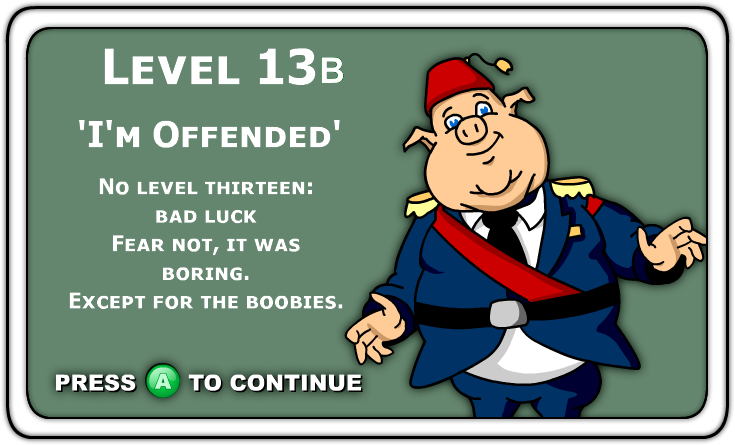 Level 13B
'I'm Offended'
No level thirteen:
bad luck
Fear not, it was
boring.
Except for the boobies.
PRESS A TO CONTINUE